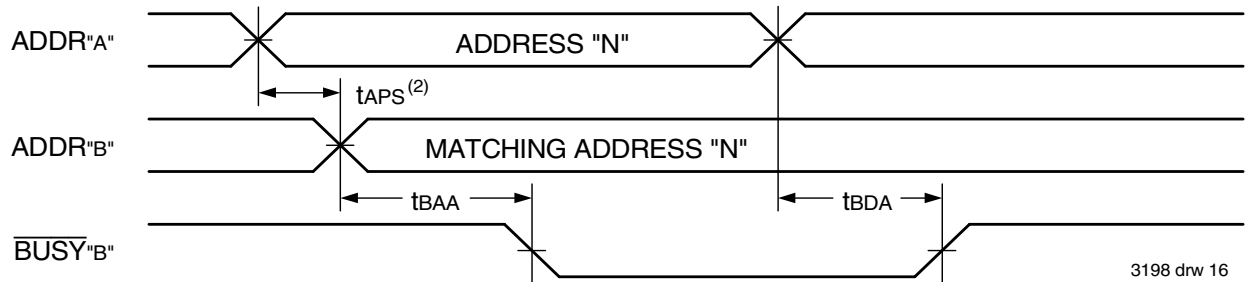 ADDR"A"
ADDRESS "N"
tAPS(2)
ADDR"B"
MATCHING ADDRESS "N"
tBAA
tBDA
BUSY"B"
3198 drw 16